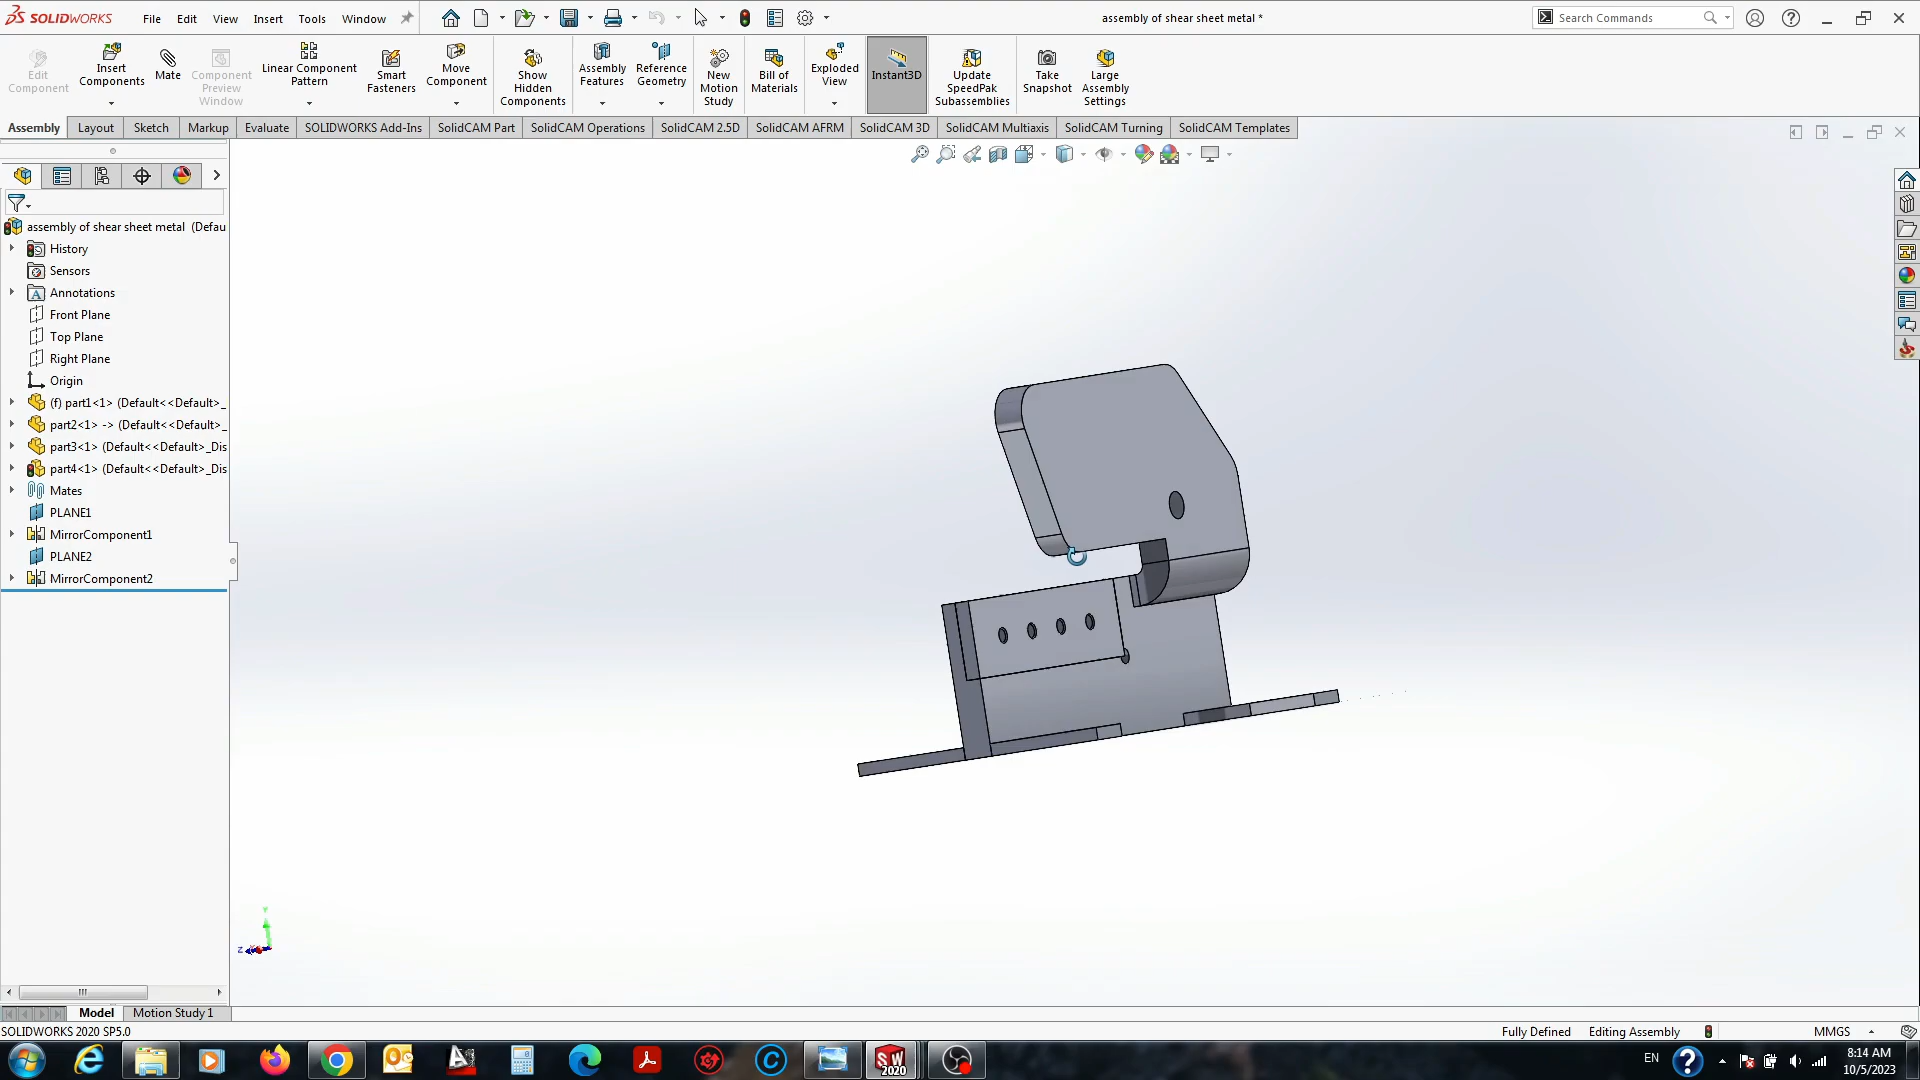 SOLIDWORKS File Edit View Insert Tools Window assembly of shear sheet metal * Search Commands
Edit Component
Insert Components
Mate
Component Preview Window
Linear Component Pattern
Smart Fasteners
Move Component
Show Hidden Components
Assembly Features
Reference Geometry
New Motion Study
Bill of Materials
Exploded View
Instant3D
Update SpeedPak Subassemblies
Take Snapshot
Large Assembly Settings
Assembly Layout Sketch Markup Evaluate SOLIDWORKS Add-Ins SolidCAM Part SolidCAM Operations SolidCAM 2.5D SolidCAM AFRM SolidCAM 3D SolidCAM Multiaxis SolidCAM Turning SolidCAM Templates
assembly of shear sheet metal (Defau
History
Sensors
Annotations
Front Plane
Top Plane
Right Plane
Origin
(f) part1<1> (Default<<Default>_
part2<1> -> (Default<<Default>_
part3<1> (Default<<Default>_Dis
part4<1> (Default<<Default>_Dis
Mates
PLANE1
MirrorComponent1
PLANE2
MirrorComponent2
Y
Z
Model Motion Study 1
SOLIDWORKS 2020 SP5.0 Fully Defined Editing Assembly MMGS
SW 2020
EN
8:14 AM
10/5/2023